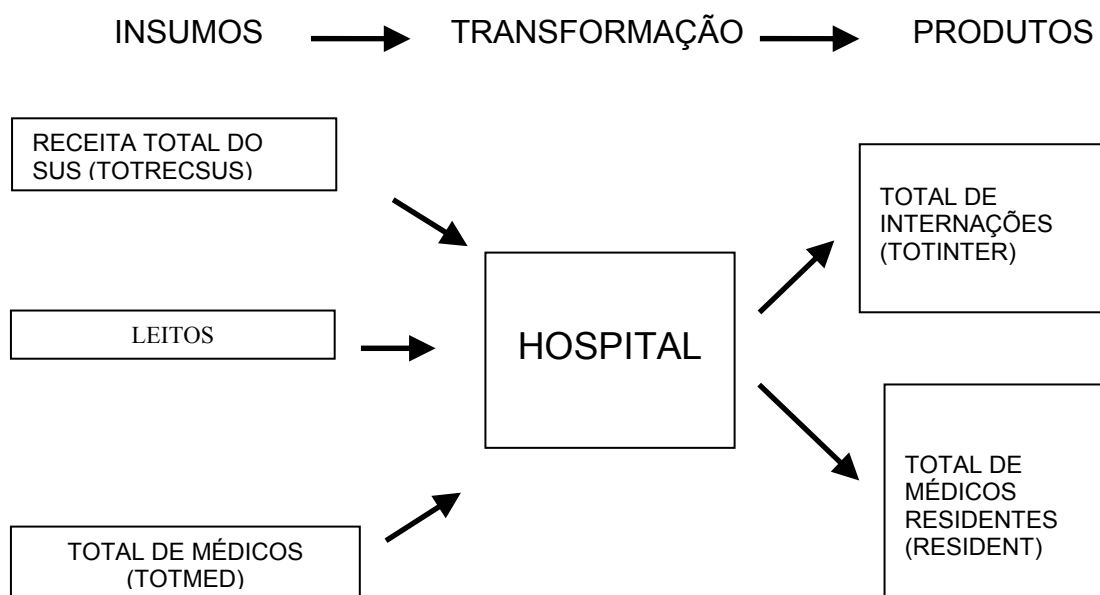 INSUMOS TRANSFORMAÇÃO PRODUTOS
RECEITA TOTAL DO
SUS (TOTRECSUS)
LEITOS
TOTAL DE MÉDICOS
(TOTMED)
HOSPITAL
TOTAL DE
INTERNAÇÕES
(TOTINTER)
TOTAL DE
MÉDICOS
RESIDENTES
(RESIDENT)